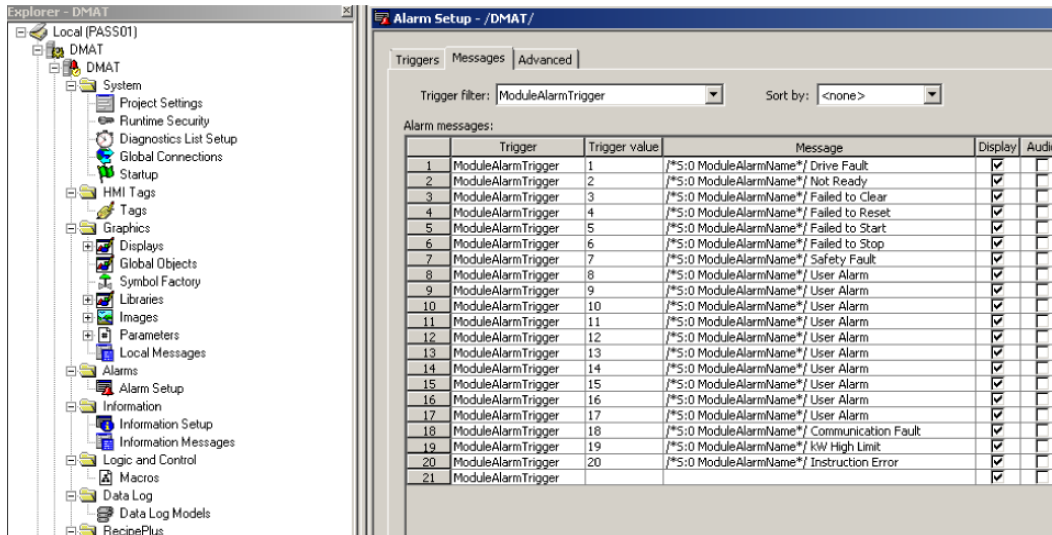 Explorer - DMAT
Local (PASS01)
DMAT
DMAT
System
Project Settings
Runtime Security
Diagnostics List Setup
Global Connections
Startup
HMI Tags
Tags
Graphics
Displays
Global Objects
Symbol Factory
Libraries
Images
Parameters
Local Messages
Alarms
Alarm Setup
Information
Information Setup
Information Messages
Logic and Control
Macros
Data Log
Data Log Models
RecipePlus
Alarm Setup - /DMAT/
Triggers Messages Advanced
Trigger filter: ModuleAlarmTrigger Sort by: <none>
Alarm messages:
Trigger Trigger value Message Display Audio
1 ModuleAlarmTrigger 1 /*S:0 ModuleAlarmName*/ Drive Fault
2 ModuleAlarmTrigger 2 /*S:0 ModuleAlarmName*/ Not Ready
3 ModuleAlarmTrigger 3 /*S:0 ModuleAlarmName*/ Failed to Clear
4 ModuleAlarmTrigger 4 /*S:0 ModuleAlarmName*/ Failed to Reset
5 ModuleAlarmTrigger 5 /*S:0 ModuleAlarmName*/ Failed to Start
6 ModuleAlarmTrigger 6 /*S:0 ModuleAlarmName*/ Failed to Stop
7 ModuleAlarmTrigger 7 /*S:0 ModuleAlarmName*/ Safety Fault
8 ModuleAlarmTrigger 8 /*S:0 ModuleAlarmName*/ User Alarm
9 ModuleAlarmTrigger 9 /*S:0 ModuleAlarmName*/ User Alarm
10 ModuleAlarmTrigger 10 /*S:0 ModuleAlarmName*/ User Alarm
11 ModuleAlarmTrigger 11 /*S:0 ModuleAlarmName*/ User Alarm
12 ModuleAlarmTrigger 12 /*S:0 ModuleAlarmName*/ User Alarm
13 ModuleAlarmTrigger 13 /*S:0 ModuleAlarmName*/ User Alarm
14 ModuleAlarmTrigger 14 /*S:0 ModuleAlarmName*/ User Alarm
15 ModuleAlarmTrigger 15 /*S:0 ModuleAlarmName*/ User Alarm
16 ModuleAlarmTrigger 16 /*S:0 ModuleAlarmName*/ User Alarm
17 ModuleAlarmTrigger 17 /*S:0 ModuleAlarmName*/ User Alarm
18 ModuleAlarmTrigger 18 /*S:0 ModuleAlarmName*/ Communication Fault
19 ModuleAlarmTrigger 19 /*S:0 ModuleAlarmName*/ kW High Limit
20 ModuleAlarmTrigger 20 /*S:0 ModuleAlarmName*/ Instruction Error
21 ModuleAlarmTrigger